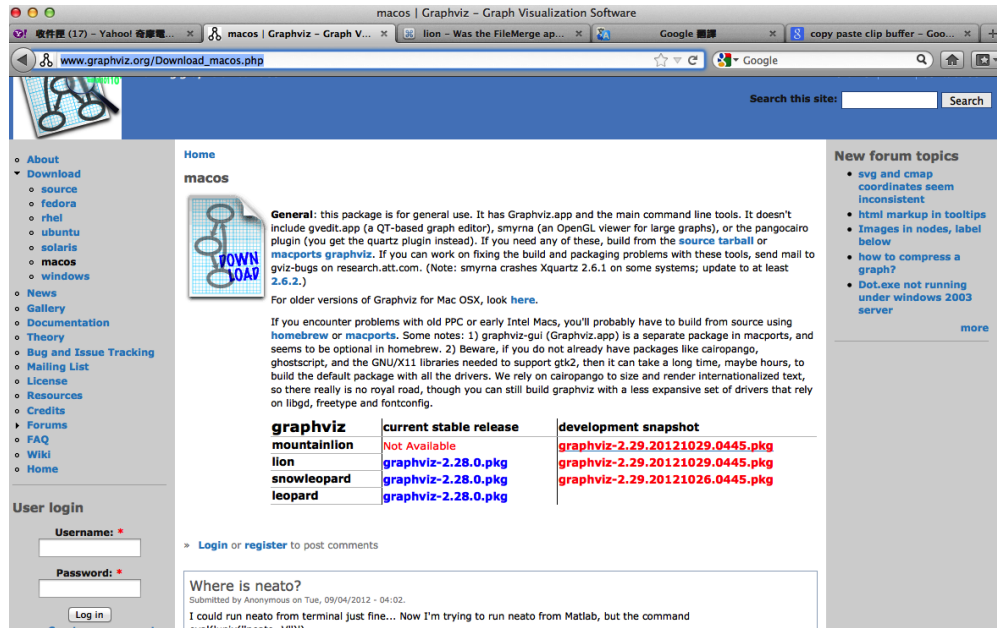 macos | Graphviz – Graph Visualization Software
收件匣 (17) – Yahoo! 奇摩電...
macos | Graphviz – Graph V...
lion – Was the FileMerge ap...
Google 翻譯
copy paste clip buffer – Goo...
www.graphviz.org/Download_macos.php
Google
Search this site:
Search
About
Download
source
fedora
rhel
ubuntu
solaris
macos
windows
News
Gallery
Documentation
Theory
Bug and Issue Tracking
Mailing List
License
Resources
Credits
Forums
FAQ
Wiki
Home
User login
Username: *
Password: *
Log in
Home
macos
DOWN
LOAD
General: this package is for general use. It has Graphviz.app and the main command line tools. It doesn't
include gvedit.app (a QT-based graph editor), smyrna (an OpenGL viewer for large graphs), or the pangocairo
plugin (you get the quartz plugin instead). If you need any of these, build from the source tarball or
macports graphviz. If you can work on fixing the build and packaging problems with these tools, send mail to
gviz-bugs on research.att.com. (Note: smyrna crashes Xquartz 2.6.1 on some systems; update to at least
2.6.2.)
For older versions of Graphviz for Mac OSX, look here.
If you encounter problems with old PPC or early Intel Macs, you'll probably have to build from source using
homebrew or macports. Some notes: 1) graphviz-gui (Graphviz.app) is a separate package in macports, and
seems to be optional in homebrew. 2) Beware, if you do not already have packages like cairopango,
ghostscript, and the GNU/X11 libraries needed to support gtk2, then it can take a long time, maybe hours, to
build the default package with all the drivers. We rely on cairopango to size and render internationalized text,
so there really is no royal road, though you can still build graphviz with a less expansive set of drivers that rely
on libgd, freetype and fontconfig.
graphviz current stable release development snapshot
mountainlion Not Available graphviz-2.29.20121029.0445.pkg
lion graphviz-2.28.0.pkg graphviz-2.29.20121029.0445.pkg
snowleopard graphviz-2.28.0.pkg graphviz-2.29.20121026.0445.pkg
leopard graphviz-2.28.0.pkg
» Login or register to post comments
Where is neato?
Submitted by Anonymous on Tue, 09/04/2012 - 04:02.
I could run neato from terminal just fine... Now I'm trying to run neato from Matlab, but the command
New forum topics
svg and cmap
coordinates seem
inconsistent
html markup in tooltips
Images in nodes, label
below
how to compress a
graph?
Dot.exe not running
under windows 2003
server
more